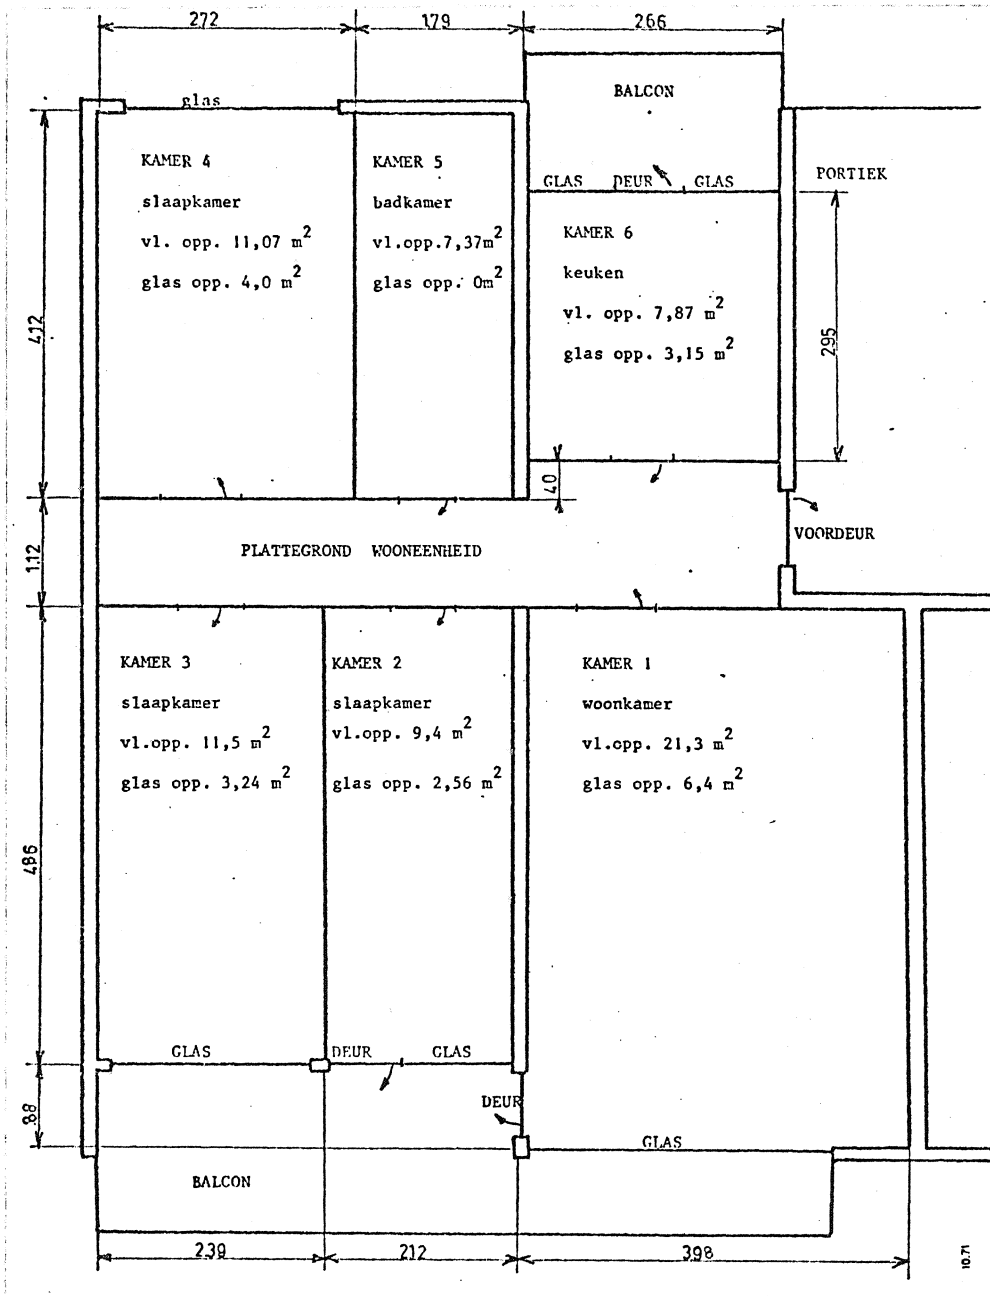 272
179
266
glas
BALCON
KAMER 4
slaapkamer
vl. opp. 11,07 m²
glas opp. 4,0 m²
KAMER 5
badkamer
vl.opp.7,37m²
glas opp. 0m²
GLAS DEUR GLAS
PORTIEK
KAMER 6
keuken
vl. opp. 7,87 m²
glas opp. 3,15 m²
412
295
40
112
PLATTEGROND WOONEENHEID
VOORDEUR
KAMER 3
slaapkamer
vl.opp. 11,5 m²
glas opp. 3,24 m²
KAMER 2
slaapkamer
vl.opp. 9,4 m²
glas opp. 2,56 m²
KAMER 1
woonkamer
vl.opp. 21,3 m²
glas opp. 6,4 m²
486
GLAS
DEUR GLAS
88
DEUR
GLAS
BALCON
239
212
398
10.71